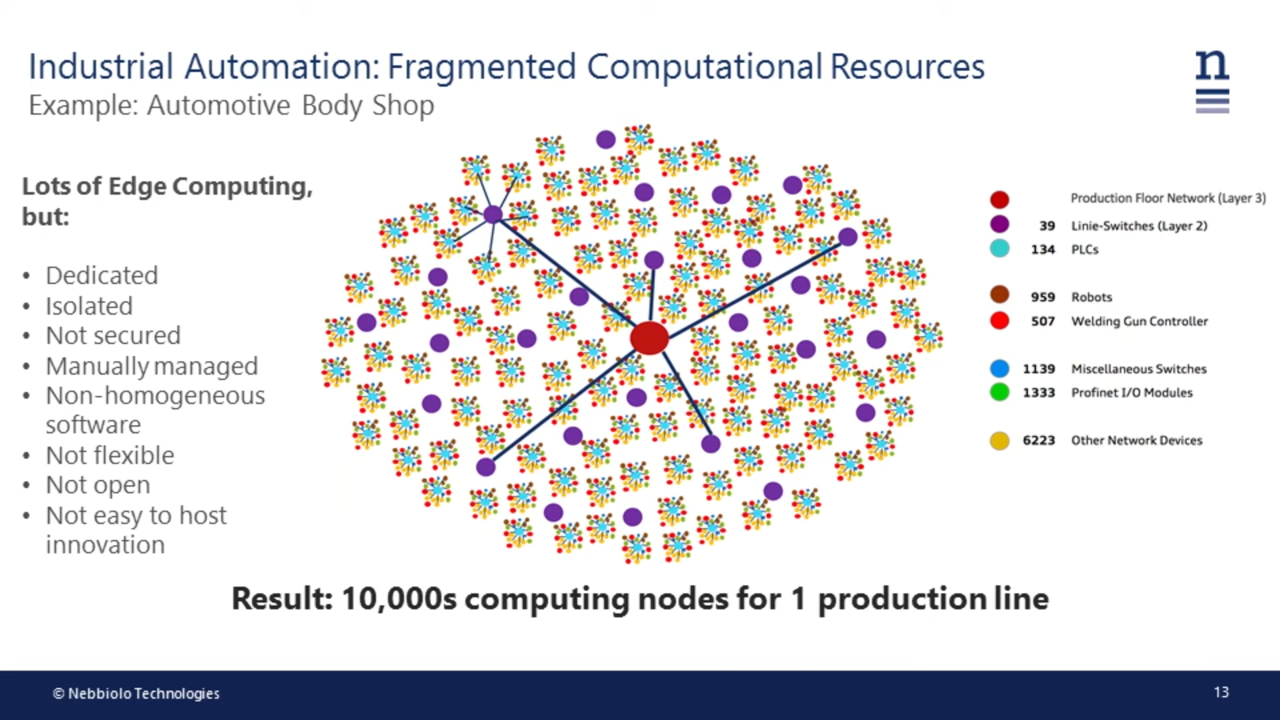 Industrial Automation: Fragmented Computational Resources
Example: Automotive Body Shop
n
Lots of Edge Computing,
but:
• Dedicated
• Isolated
• Not secured
• Manually managed
• Non-homogeneous
software
• Not flexible
• Not open
• Not easy to host
innovation
Production Floor Network (Layer 3)
39 Linie-Switches (Layer 2)
134 PLCs
959 Robots
507 Welding Gun Controller
1139 Miscellaneous Switches
1333 Profinet I/O Modules
6223 Other Network Devices
Result: 10,000s computing nodes for 1 production line
© Nebbiolo Technologies
13